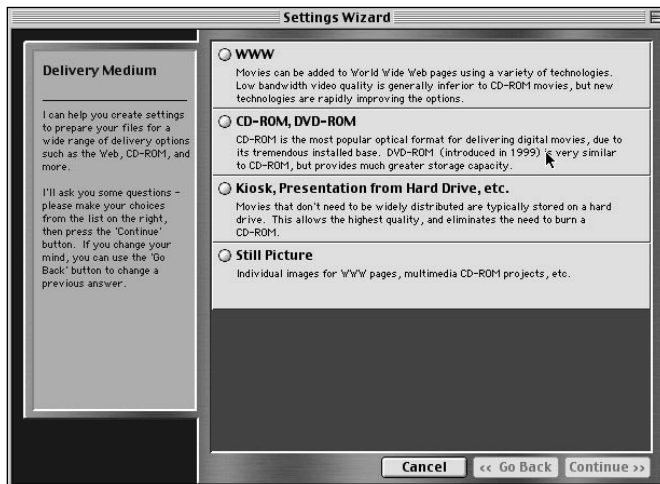 Settings Wizard
Delivery Medium
I can help you create settings
to prepare your files for a
wide range of delivery options
such as the Web, CD-ROM, and
more.
I'll ask you some questions -
please make your choices
from the list on the right,
then press the 'Continue'
button. If you change your
mind, you can use the 'Go
Back' button to change a
previous answer.
WWW
Movies can be added to World Wide Web pages using a variety of technologies.
Low bandwidth video quality is generally inferior to CD-ROM movies, but new
technologies are rapidly improving the options.
CD-ROM, DVD-ROM
CD-ROM is the most popular optical format for delivering digital movies, due to
its tremendous installed base. DVD-ROM (introduced in 1999) is very similar
to CD-ROM, but provides much greater storage capacity.
Kiosk, Presentation from Hard Drive, etc.
Movies that don't need to be widely distributed are typically stored on a hard
drive. This allows the highest quality, and eliminates the need to burn a
CD-ROM.
Still Picture
Individual images for WWW pages, multimedia CD-ROM projects, etc.
Cancel << Go Back Continue >>